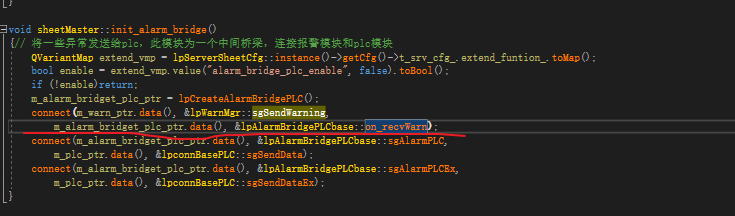 }
void sheetMaster::init_alarm_bridge()
{// 将一些异常发送给plc，此模块为一个中间桥梁，连接报警模块和plc模块
QVariantMap extend_vmp = lpServerSheetCfg::instance()->getCfg()->t_srv_cfg_.extend_funtion_.toMap();
bool enable = extend_vmp.value("alarm_bridge_plc_enable", false).toBool();
if (!enable)return;
m_alarm_bridget_plc_ptr = lpCreateAlarmBridgePLC();
connect(m_warn_ptr.data(), &lpWarnMgr::sgSendWarning,
m_alarm_bridget_plc_ptr.data(), &lpAlarmBridgePLCbase::on_recvWarn);
connect(m_alarm_bridget_plc_ptr.data(), &lpAlarmBridgePLCbase::sgAlarmPLC,
m_plc_ptr.data(), &lpconnBasePLC::sgSendData);
connect(m_alarm_bridget_plc_ptr.data(), &lpAlarmBridgePLCbase::sgAlarmPLCEx,
m_plc_ptr.data(), &lpconnBasePLC::sgSendDataEx);
}